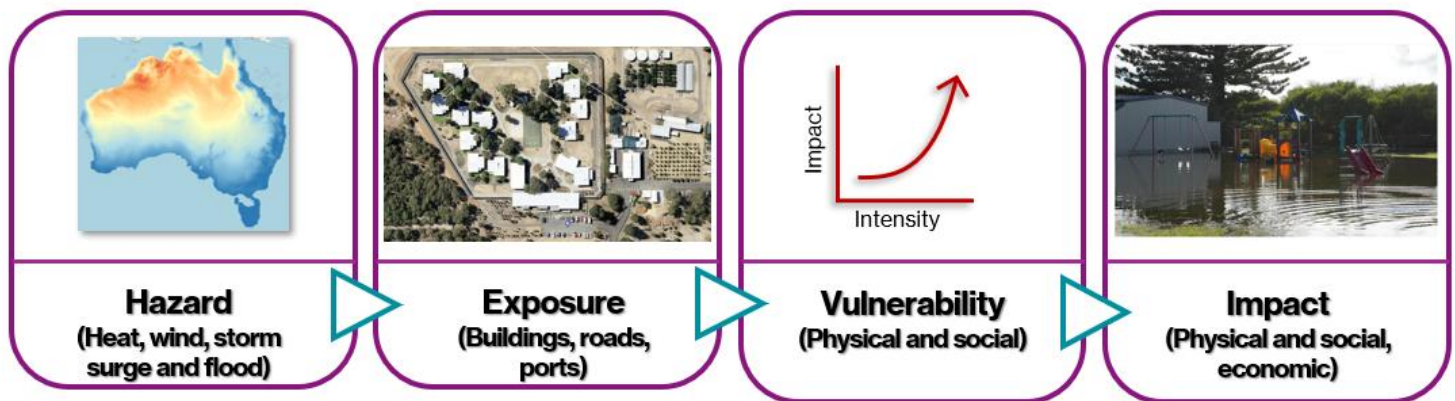 Impact
Intensity
Hazard
(Heat, wind, storm
surge and flood)
Exposure
(Buildings, roads,
ports)
Vulnerability
(Physical and social)
Impact
(Physical and social,
economic)